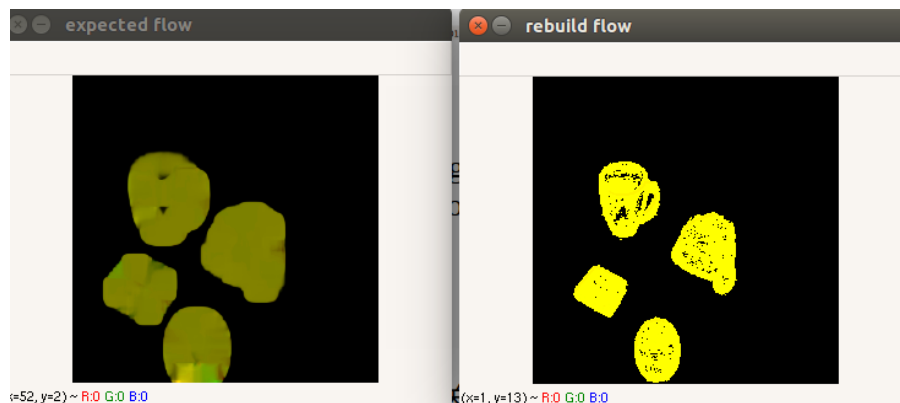 expected flow
rebuild flow
x=52, y=2) ~ R:0 G:0 B:0
(x=1, y=13) ~ R:0 G:0 B:0